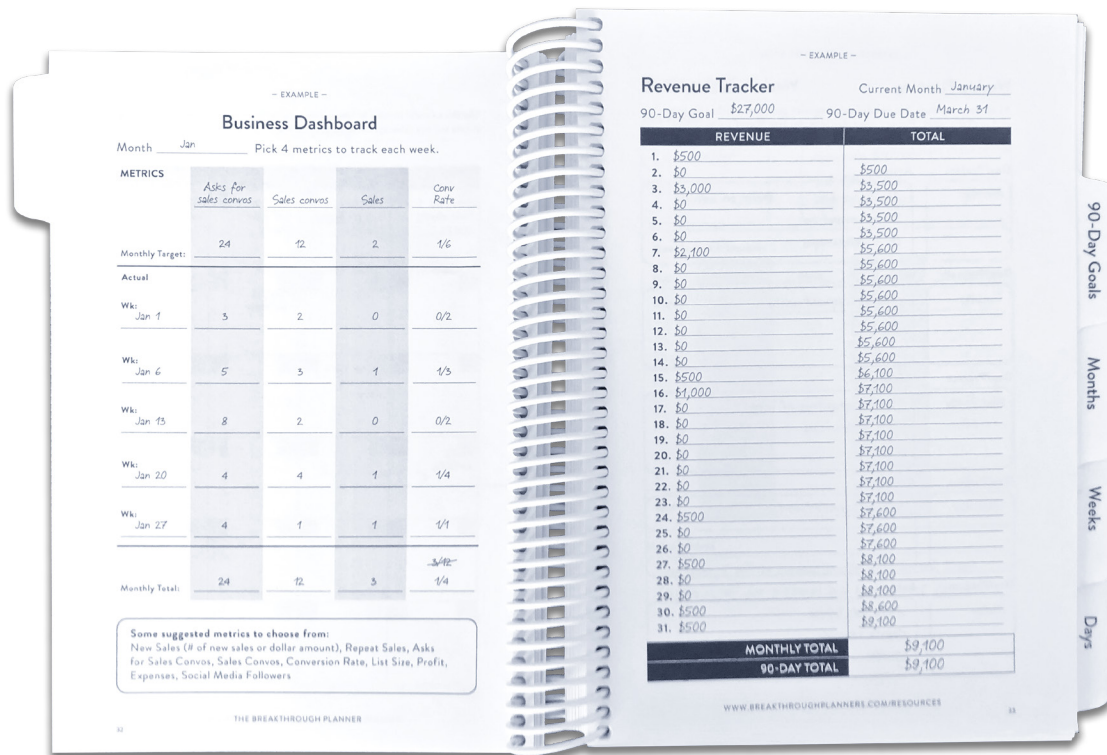 – EXAMPLE –
Business Dashboard
Month Jan Pick 4 metrics to track each week.
METRICS
Asks for sales convos Sales convos Sales Conv Rate
Monthly Target: 24 12 2 1/6
Actual
Wk:
Jan 1 3 2 0 0/2
Wk:
Jan 6 5 3 1 1/3
Wk:
Jan 13 8 2 0 0/2
Wk:
Jan 20 4 4 1 1/4
Wk:
Jan 27 4 1 1 1/1
3/12
Monthly Total: 24 12 3 1/4
Some suggested metrics to choose from:
New Sales (# of new sales or dollar amount), Repeat Sales, Asks
for Sales Convos, Sales Convos, Conversion Rate, List Size, Profit,
Expenses, Social Media Followers
THE BREAKTHROUGH PLANNER
32
– EXAMPLE –
Revenue Tracker Current Month January
90-Day Goal $27,000 90-Day Due Date March 31
REVENUE TOTAL
1. $500
2. $0 $500
3. $3,000 $3,500
4. $0 $3,500
5. $0 $3,500
6. $0 $3,500
7. $2,100 $5,600
8. $0 $5,600
9. $0 $5,600
10. $0 $5,600
11. $0 $5,600
12. $0 $5,600
13. $0 $5,600
14. $0 $5,600
15. $500 $6,100
16. $1,000 $7,100
17. $0 $7,100
18. $0 $7,100
19. $0 $7,100
20. $0 $7,100
21. $0 $7,100
22. $0 $7,100
23. $0 $7,100
24. $500 $7,600
25. $0 $7,600
26. $0 $7,600
27. $500 $8,100
28. $0 $8,100
29. $0 $8,100
30. $500 $8,600
31. $500 $9,100
MONTHLY TOTAL $9,100
90-DAY TOTAL $9,100
WWW.BREAKTHROUGHPLANNERS.COM/RESOURCES
33
90-Day Goals
Months
Weeks
Days